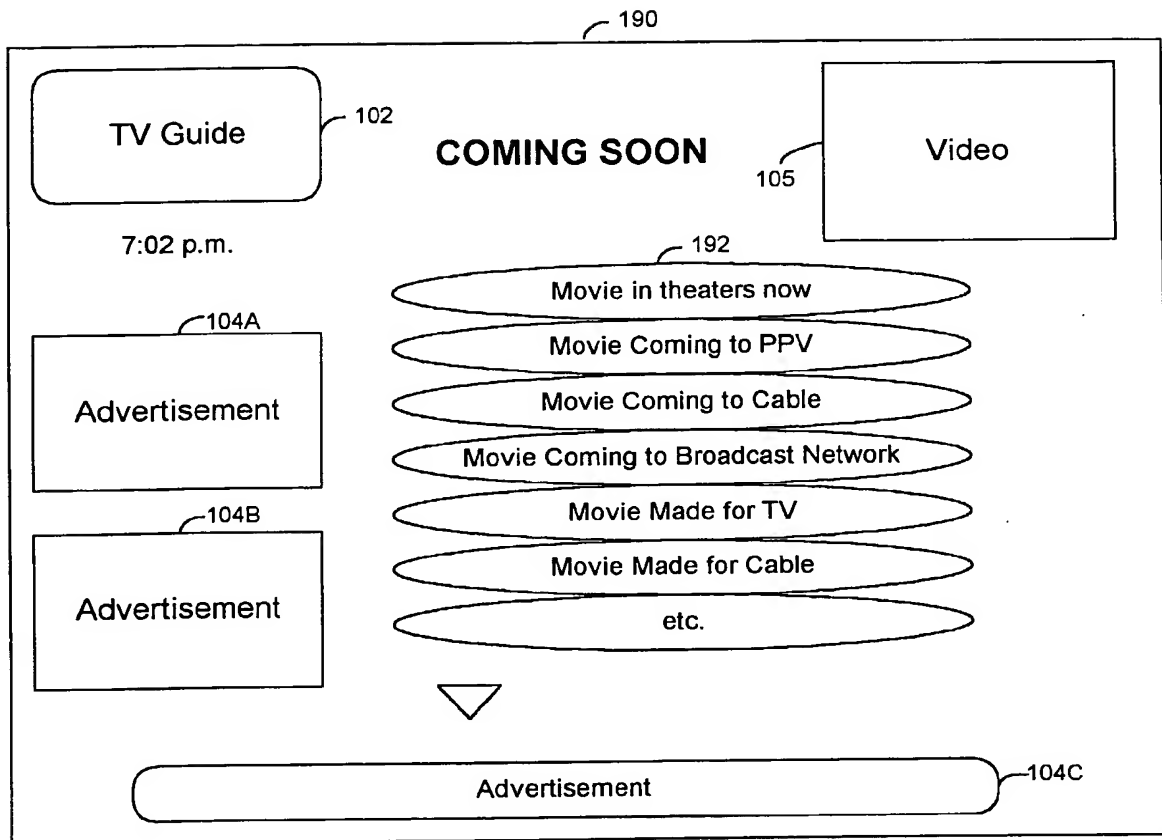 190
TV Guide
102
COMING SOON
105
Video
7:02 p.m.
192
Movie in theaters now
Movie Coming to PPV
Movie Coming to Cable
Movie Coming to Broadcast Network
Movie Made for TV
Movie Made for Cable
etc.
104A
Advertisement
104B
Advertisement
Advertisement
104C